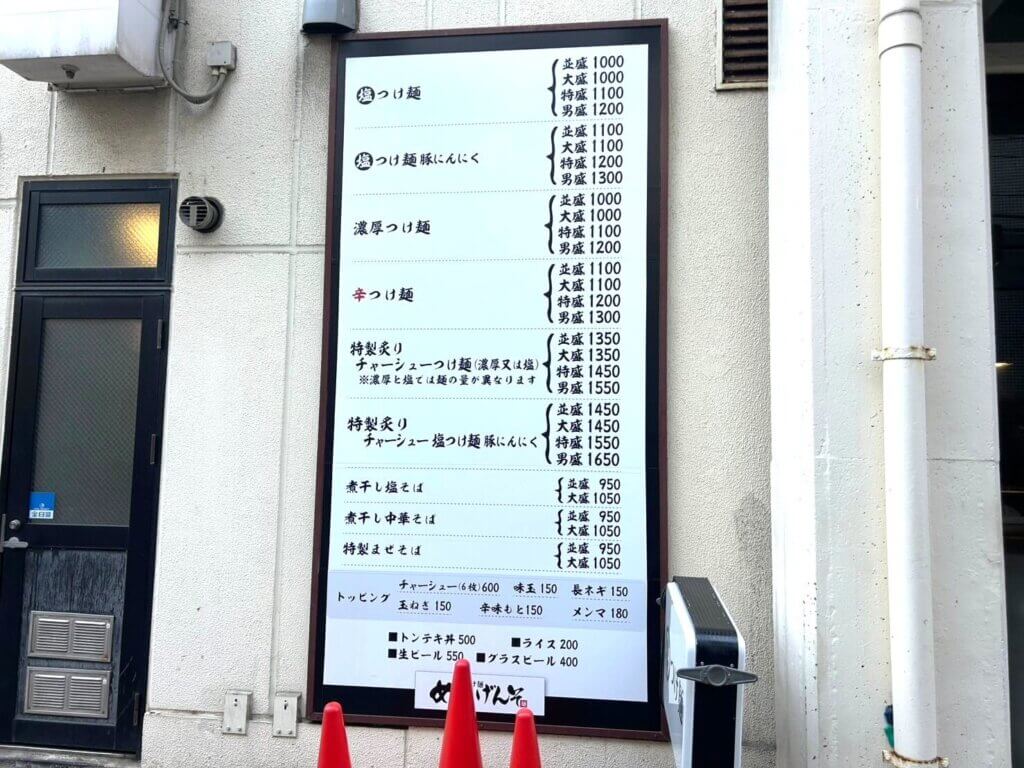 塩つけ麺
並盛 1000
大盛 1000
特盛 1100
男盛 1200
塩つけ麺豚にんにく
並盛 1100
大盛 1100
特盛 1200
男盛 1300
濃厚つけ麺
並盛 1000
大盛 1000
特盛 1100
男盛 1200
辛つけ麺
並盛 1100
大盛 1100
特盛 1200
男盛 1300
特製炙り
チャーシューつけ麺(濃厚又は塩)
※濃厚と塩では麺の量が異なります
並盛 1350
大盛 1350
特盛 1450
男盛 1550
特製炙り
チャーシュー塩つけ麺豚にんにく
並盛 1450
大盛 1450
特盛 1550
男盛 1650
煮干し塩そば
並盛 950
大盛 1050
煮干し中華そば
並盛 950
大盛 1050
特製まぜそば
並盛 950
大盛 1050
トッピング
チャーシュー(6枚)600 味玉 150 長ネギ 150
玉ねぎ 150 辛味もと150 メンマ 180
■トンテキ丼 500 ■ライス 200
■生ビール 550 ■グラスビール 400
げんそ